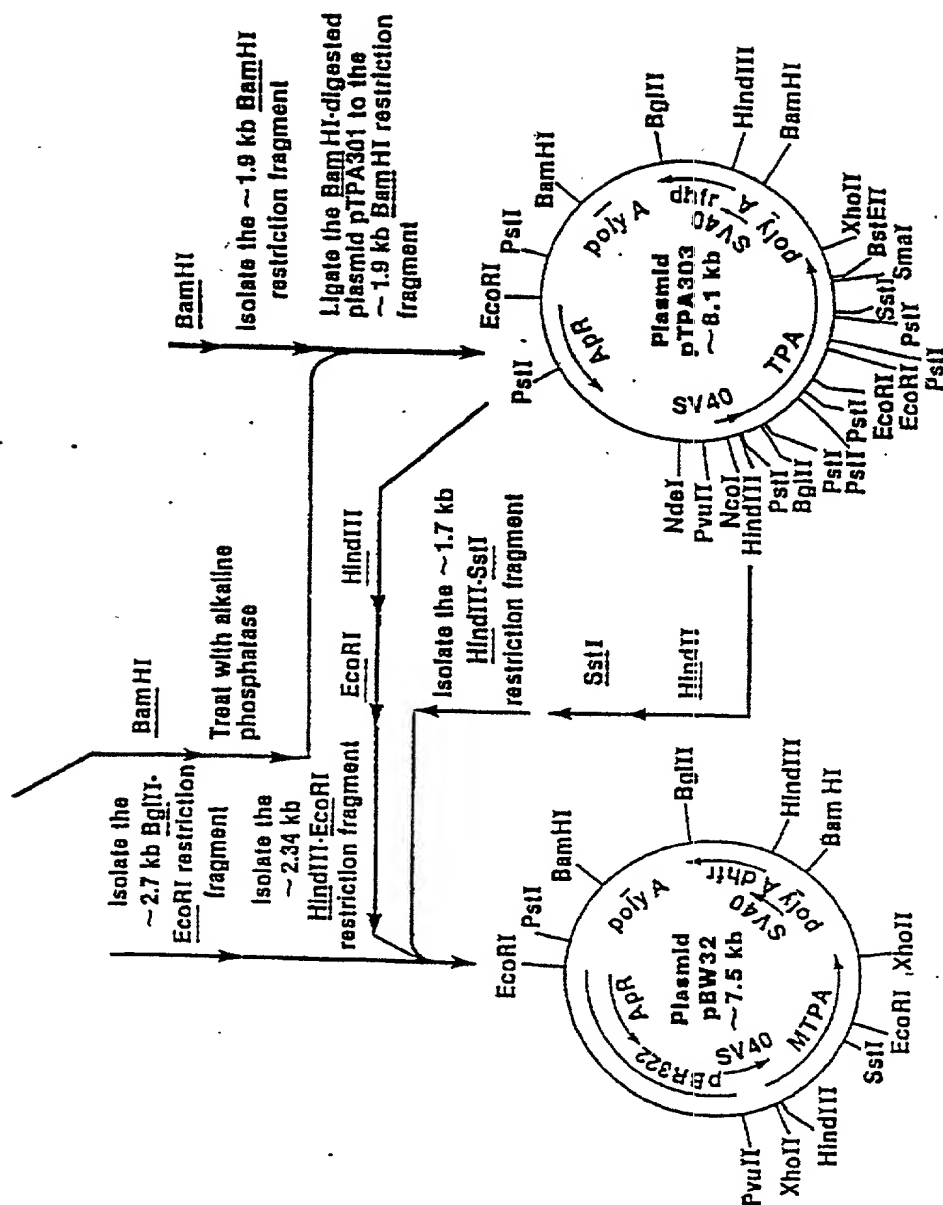 BamHI
Isolate the ~1.9 kb BamHI
restriction fragment
Ligate the BamHI-digested
plasmid pTPA301 to the
~1.9 kb BamHI restriction
fragment
BamHI
Treat with alkaline
phosphatase
Isolate the
~2.7 kb BglII-
EcoRI restriction
fragment
Isolate the
~2.34 kb
HindIII-EcoRI
restriction fragment
EcoRI
HindIII
Isolate the ~1.7 kb
HindIII-SstI
restriction fragment
SstI
HindII
EcoRI
PstI
BamHI
BglII
HindIII
BamHI
XhoII
BstEII
SmaI
SstI
PstI
PstI
EcoRI
EcoRI
PstI
PstI
PstI
BglII
PstI
HindIII
NcoI
PvuII
NdeI
PstI
ApR
poly A
dhfr
SV40
poly A
TPA
SV40
Plasmid
pTPA303
~8.1 kb
EcoRI
PstI
BamHI
BglII
HindIII
Bam HI
XhoII
EcoRI
SstI
HindIII
XhoII
PvuII
ApR
pBR322
poly A
dhfr
SV40
poly A
MTPA
SV40
Plasmid
pBW32
~7.5 kb